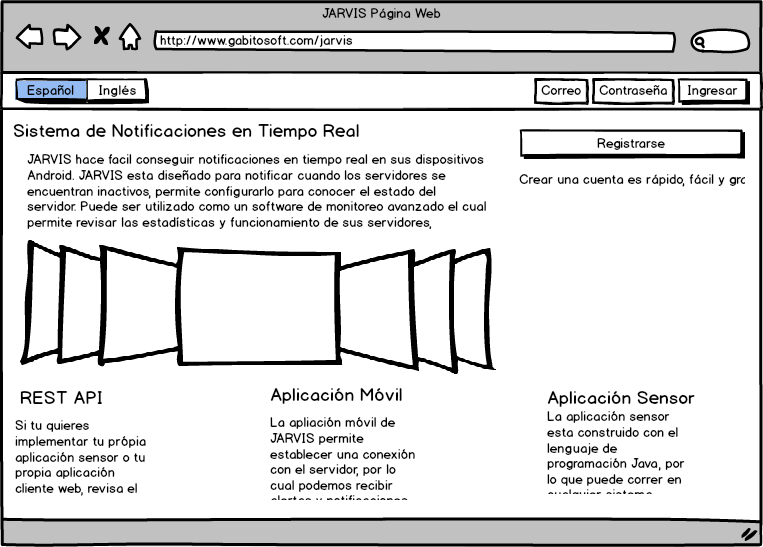 JARVIS Página Web
http://www.gabitosoft.com/jarvis
Español Inglés Correo Contraseña Ingresar
Sistema de Notificaciones en Tiempo Real
JARVIS hace facil conseguir notificaciones en tiempo real en sus dispositivos
Android. JARVIS esta diseñado para notificar cuando los servidores se
encuentran inactivos, permite configurarlo para conocer el estado del
servidor. Puede ser utilizado como un software de monitoreo avanzado el cual
permite revisar las estadísticas y funcionamiento de sus servidores,
Registrarse
Crear una cuenta es rápido, fácil y
REST API
Si tu quieres
implementar tu própia
aplicación sensor o tu
propia aplicación
cliente web, revisa el
Aplicación Móvil
La apliación móvil de
JARVIS permite
establecer una conexión
con el servidor, por lo
cual podemos recibir
alertas y notificaciones
Aplicación Sensor
La aplicación sensor
esta construido con el
lenguaje de
programación Java, por
lo que puede correr en
cualquier sistema